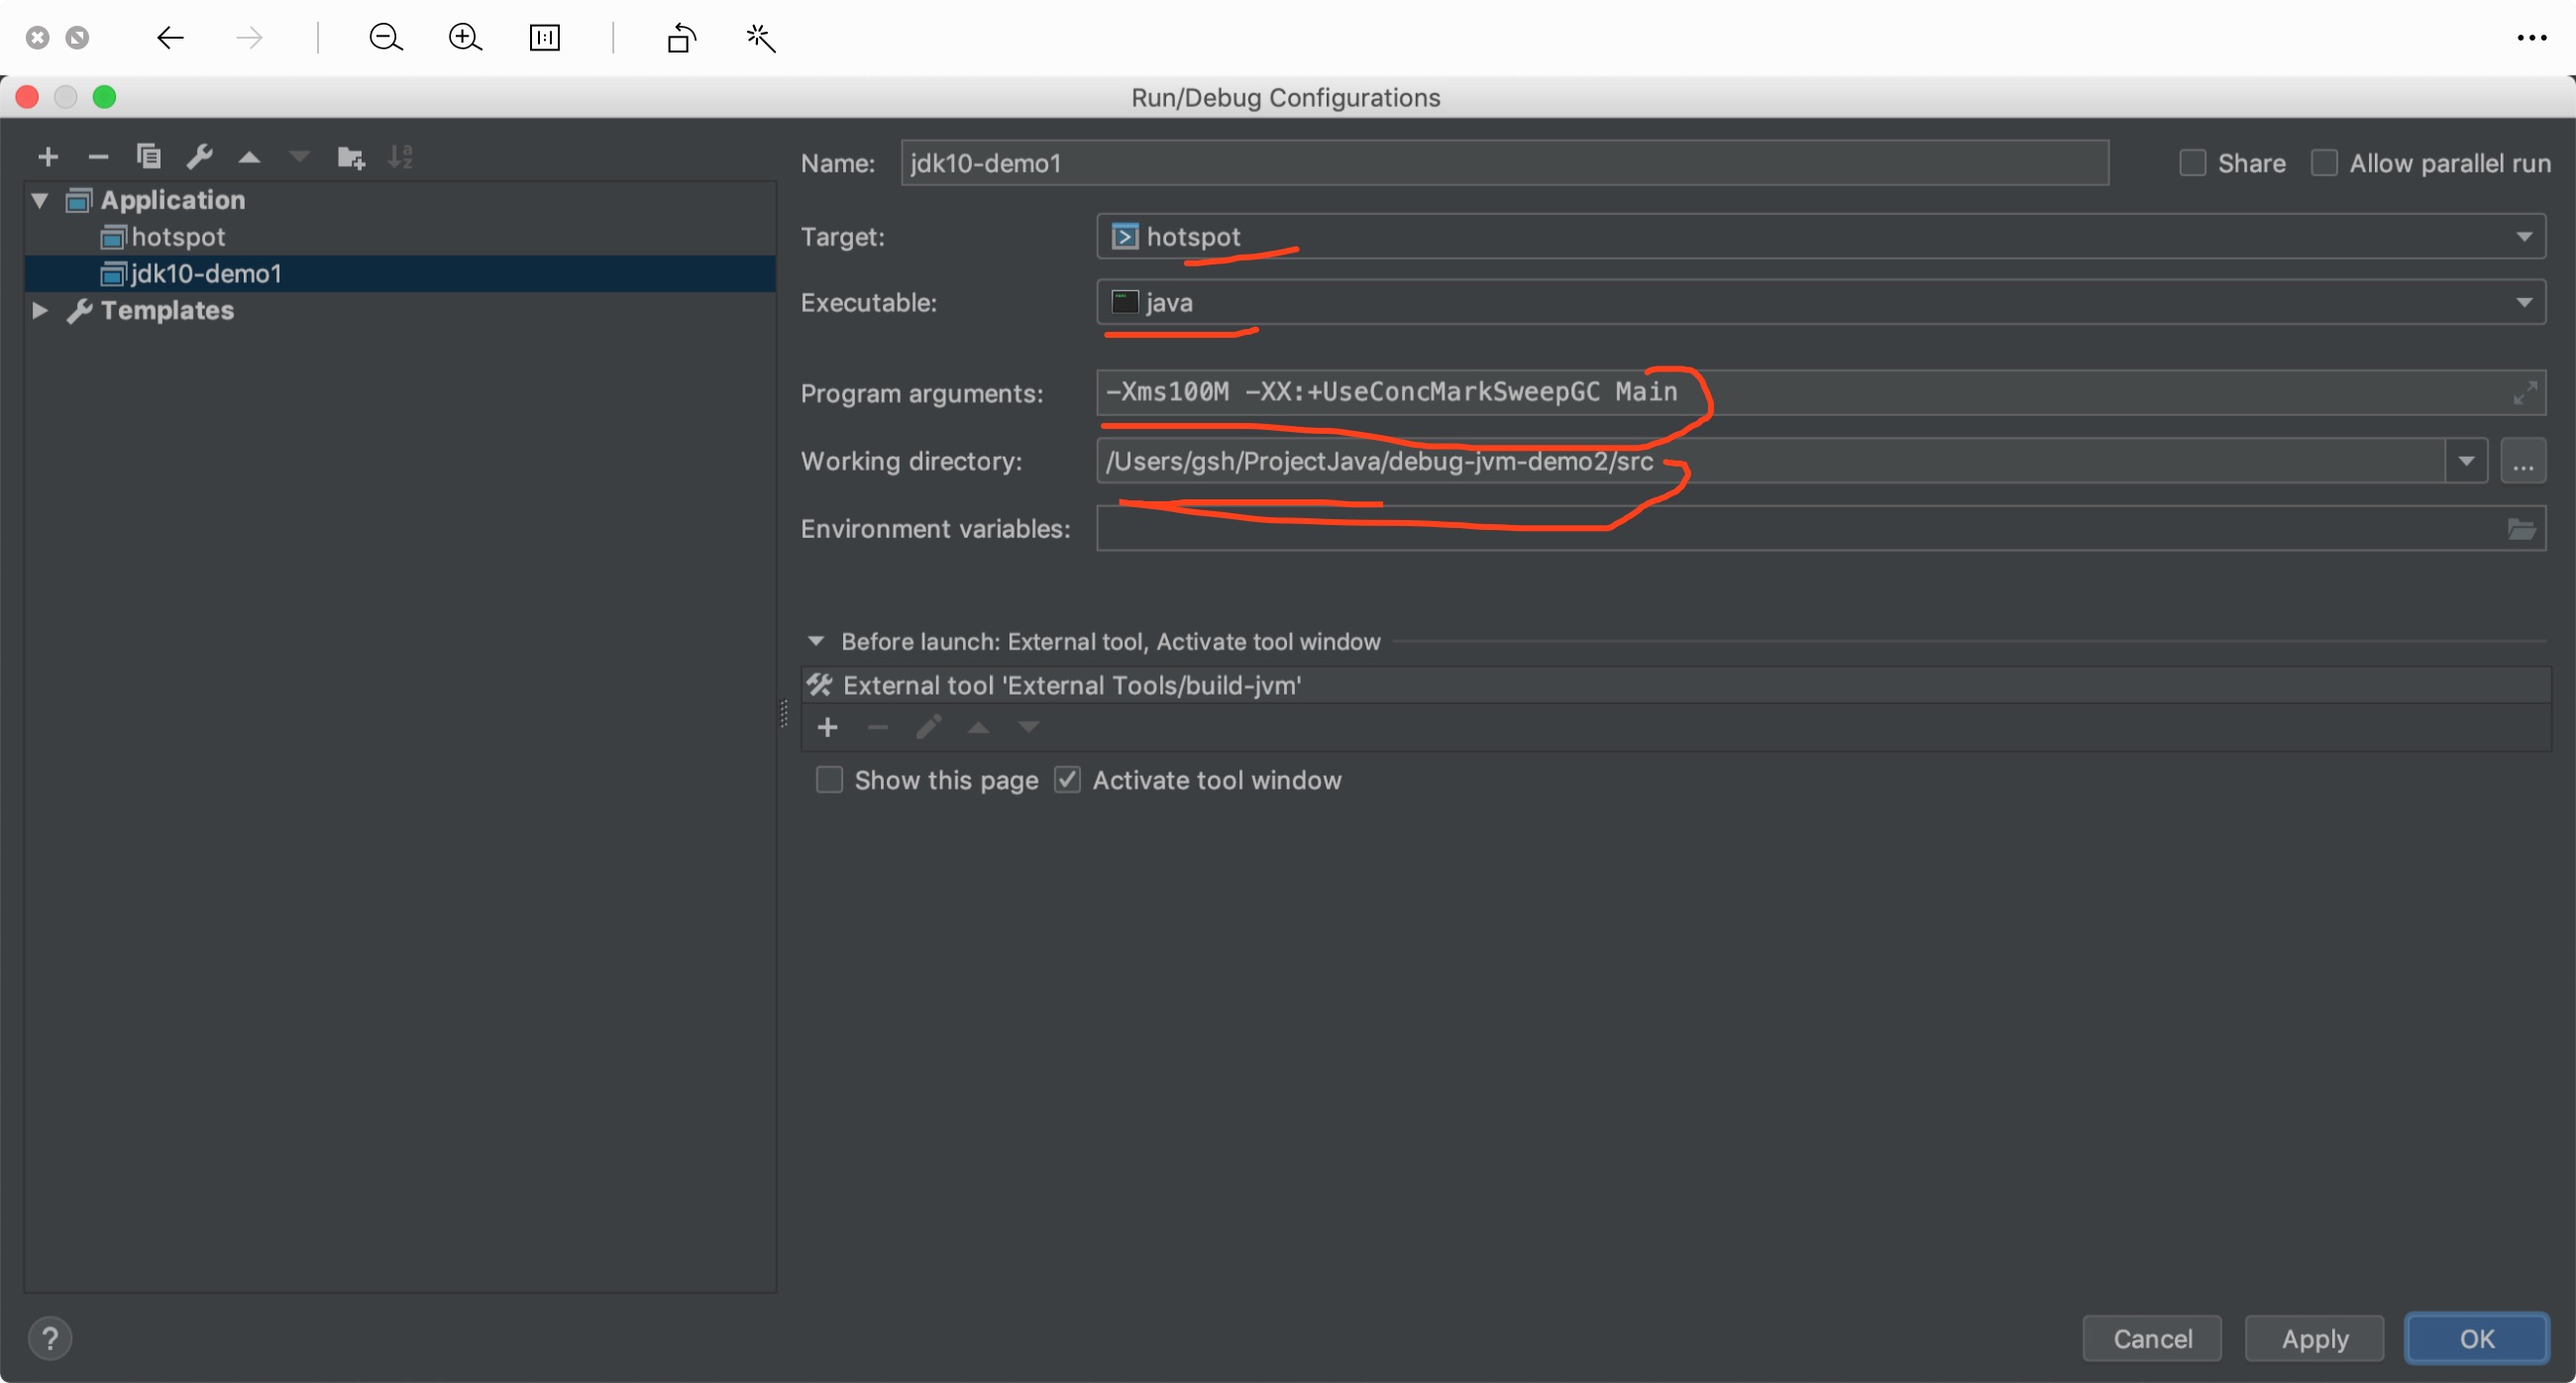 Run/Debug Configurations
Application
hotspot
jdk10-demo1
Templates
Name: jdk10-demo1
Share
Allow parallel run
Target: hotspot
Executable: java
Program arguments: -Xms100M -XX:+UseConcMarkSweepGC Main
Working directory: /Users/gsh/ProjectJava/debug-jvm-demo2/src
...
Environment variables:
Before launch: External tool, Activate tool window
External tool 'External Tools/build-jvm'
Show this page
Activate tool window
?
Cancel
Apply
OK